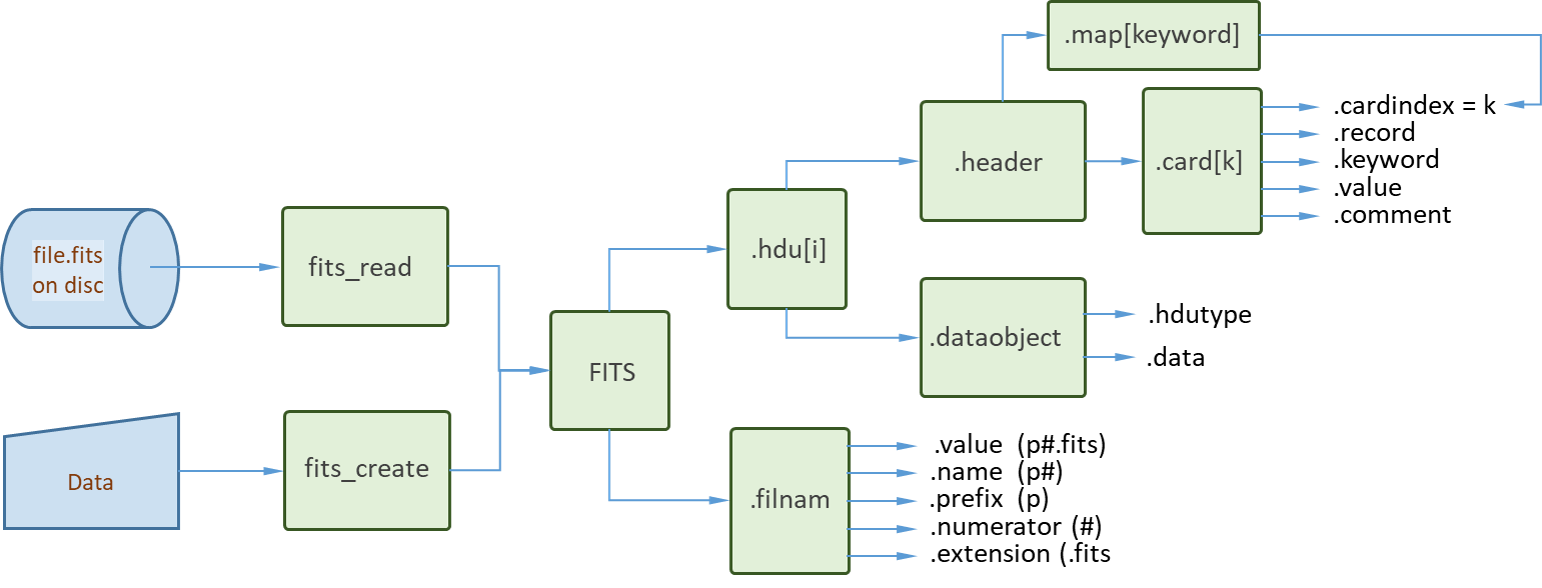 .map[keyword]
.cardindex = k
.record
.header
.card[k]
.keyword
.value
.comment
file.fits
on disc
fits_read
.hdu[i]
.hdutype
.dataobject
.data
FITS
Data
fits_create
.filnam
.value (p#.fits)
.name (p#)
.prefix (p)
.numerator (#)
.extension (.fits